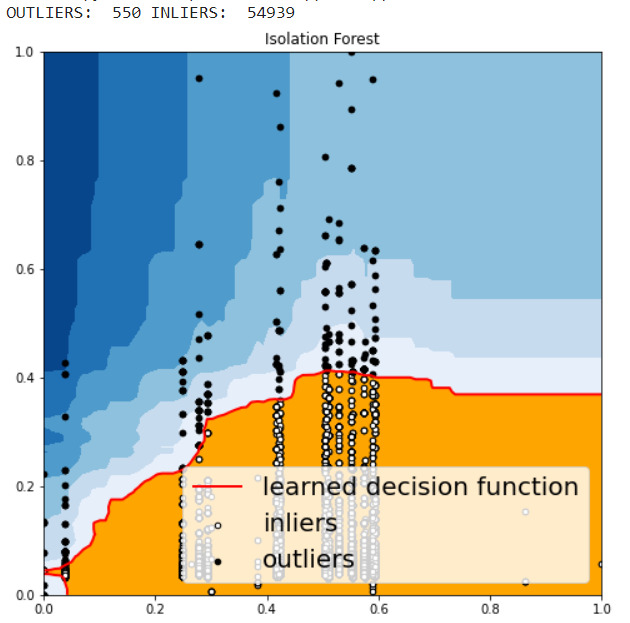 OUTLIERS:  550 INLIERS:  54939
Isolation Forest
1.0
0.8
0.6
0.4
0.2
0.0
0.0 0.2 0.4 0.6 0.8 1.0
learned decision function
inliers
outliers